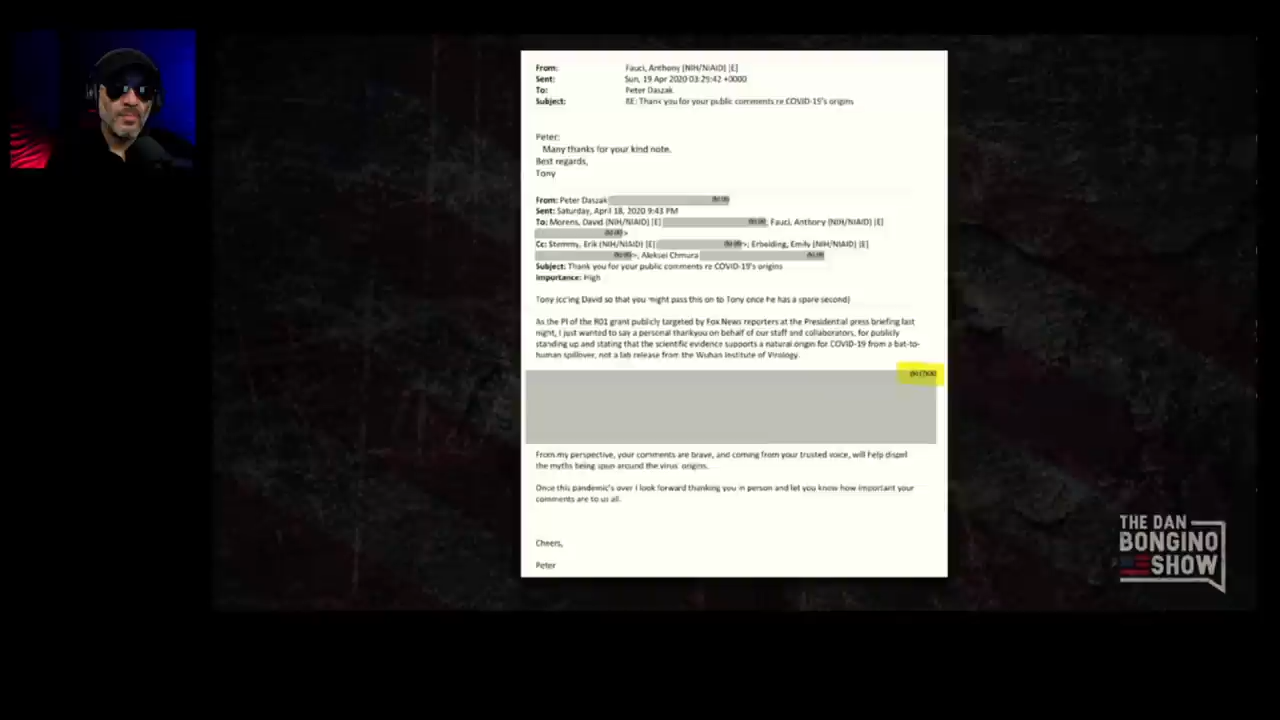 From: Fauci, Anthony (NIH/NIAID) [E]
Sent: Sun, 19 Apr 2020 03:29:42 +0000
To: Peter Daszak
Subject: RE: Thank you for your public comments re COVID-19's origins
Peter:
Many thanks for your kind note.
Best regards,
Tony
From: Peter Daszak
Sent: Saturday, April 18, 2020 9:43 PM
To: Morens, David (NIH/NIAID) [E] Fauci, Anthony (NIH/NIAID) [E]
>
Cc: Stemmy, Erik (NIH/NIAID) [E] >; Erbelding, Emily (NIH/NIAID) [E]
>; Aleksei Chmura
Subject: Thank you for your public comments re COVID-19's origins
Importance: High
Tony (cc'ing David so that you might pass this on to Tony once he has a spare second)
As the PI of the R01 grant publicly targeted by Fox News reporters at the Presidential press briefing last
night, I just wanted to say a personal thankyou on behalf of our staff and collaborators, for publicly
standing up and stating that the scientific evidence supports a natural origin for COVID-19 from a bat-to-
human spillover, not a lab release from the Wuhan Institute of Virology.
From my perspective, your comments are brave, and coming from your trusted voice, will help dispel
the myths being spun around the virus' origins.
Once this pandemic's over I look forward thanking you in person and let you know how important your
comments are to us all.
Cheers,
Peter
THE DAN
BONGINO
SHOW